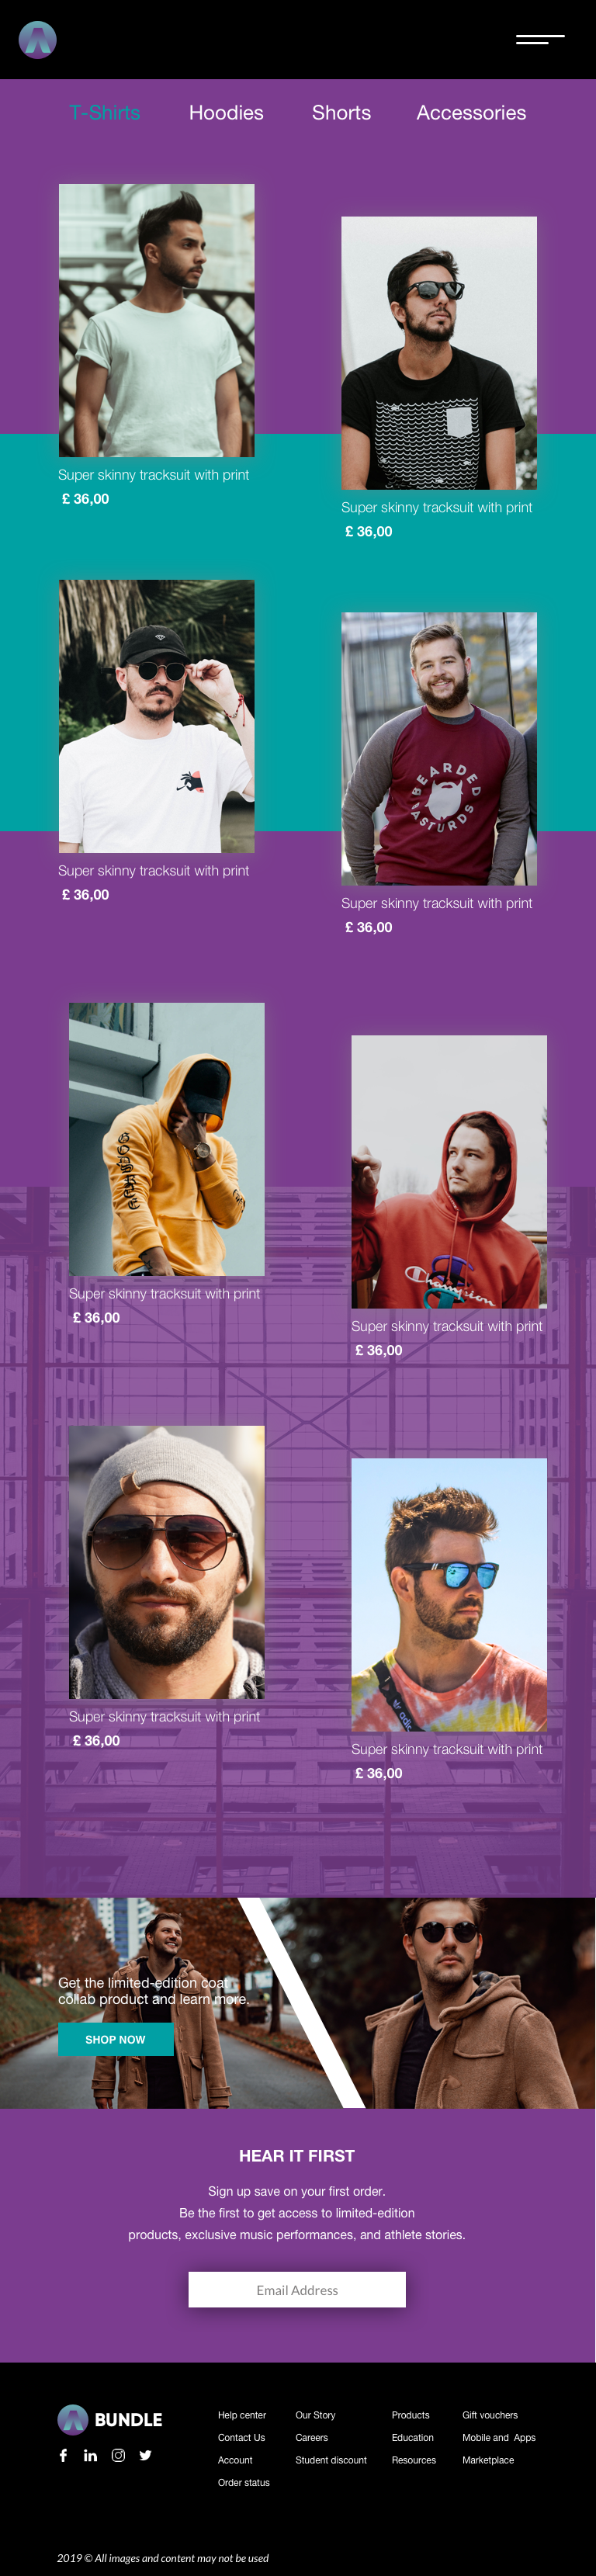 T-Shirts Hoodies Shorts Accessories
Super skinny tracksuit with print
£ 36,00
Super skinny tracksuit with print
£ 36,00
BEARDED
BASTURDS
Super skinny tracksuit with print
£ 36,00
Super skinny tracksuit with print
£ 36,00
Champion
Super skinny tracksuit with print
£ 36,00
Super skinny tracksuit with print
£ 36,00
Super skinny tracksuit with print
£ 36,00
Super skinny tracksuit with print
£ 36,00
Get the limited-edition coat
collab product and learn more.
SHOP NOW
HEAR IT FIRST
Sign up save on your first order.
Be the first to get access to limited-edition
products, exclusive music performances, and athlete stories.
Email Address
BUNDLE
Help center Our Story Products Gift vouchers
Contact Us Careers Education Mobile and Apps
Account Student discount Resources Marketplace
Order status
2019 © All images and content may not be used